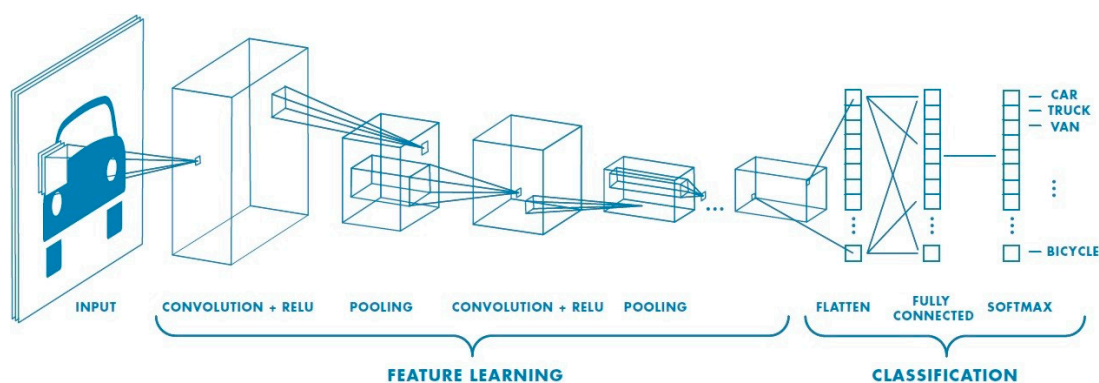 CAR
TRUCK
VAN
BICYCLE
INPUT
CONVOLUTION + RELU
POOLING
CONVOLUTION + RELU
POOLING
FLATTEN
FULLY
CONNECTED
SOFTMAX
FEATURE LEARNING
CLASSIFICATION